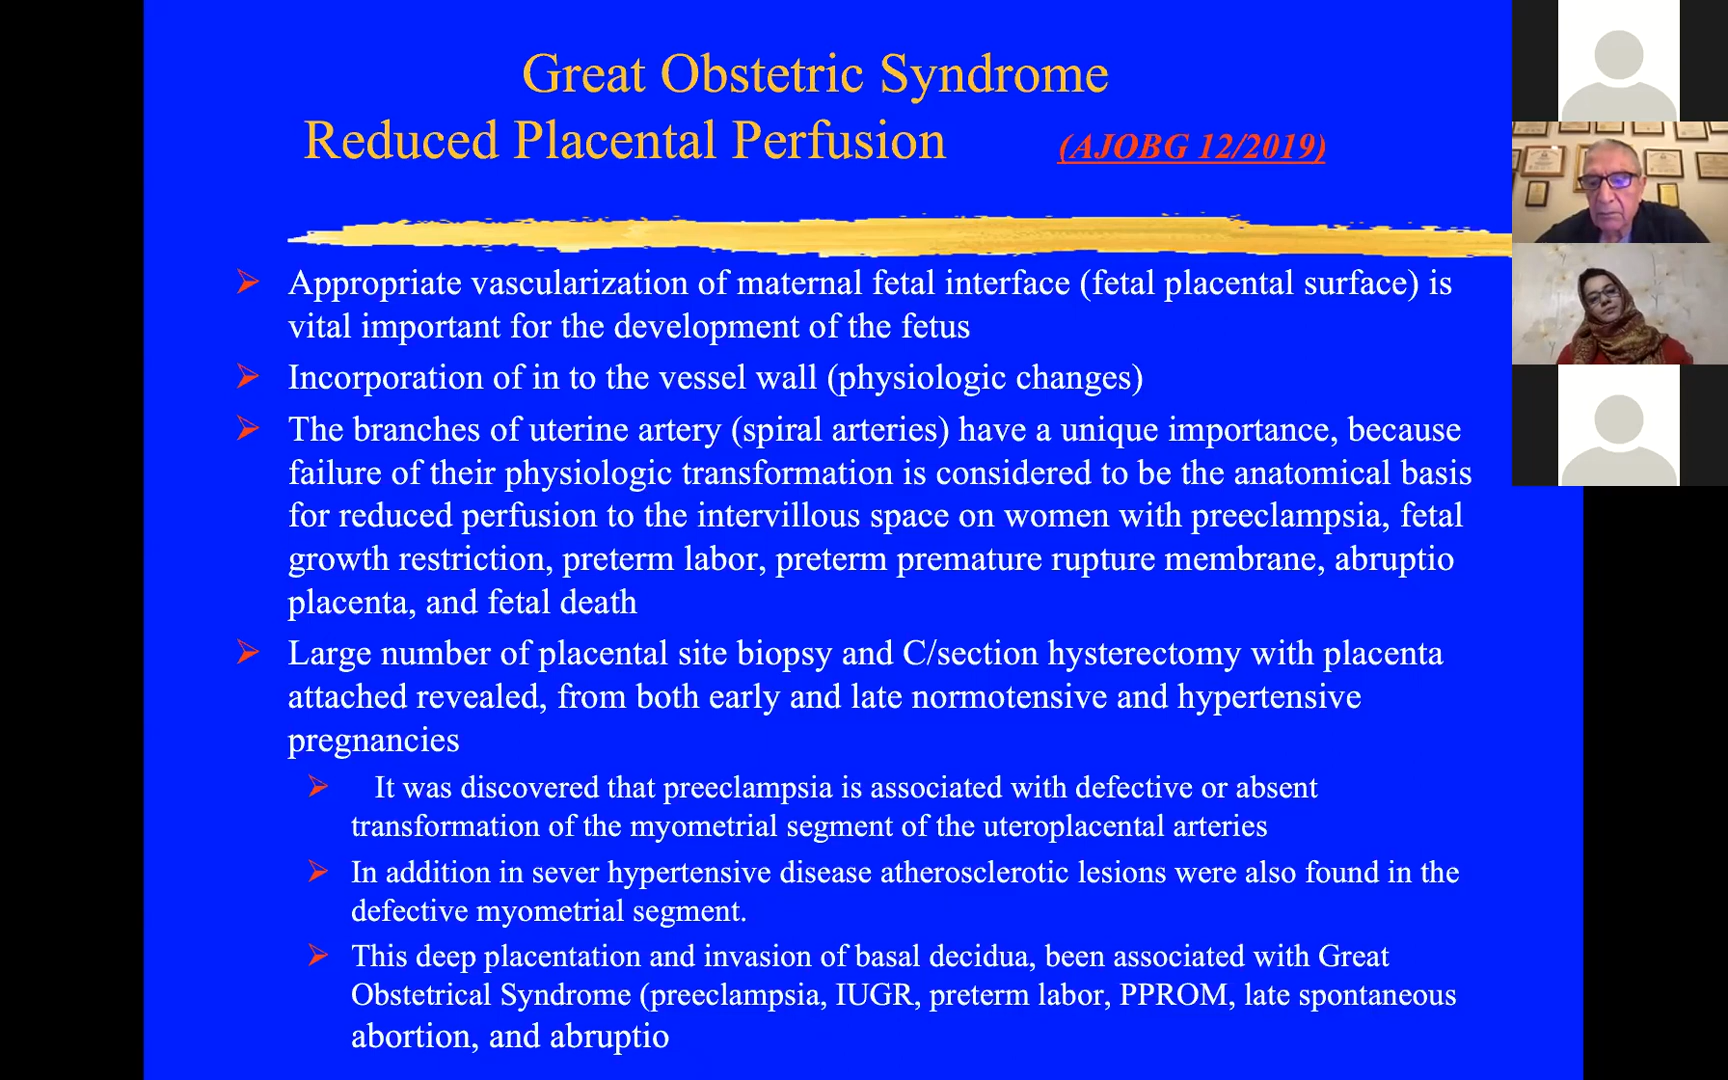 Great Obstetric Syndrome
Reduced Placental Perfusion (AJOBG 12/2019)
Appropriate vascularization of maternal fetal interface (fetal placental surface) is
vital important for the development of the fetus
Incorporation of in to the vessel wall (physiologic changes)
The branches of uterine artery (spiral arteries) have a unique importance, because
failure of their physiologic transformation is considered to be the anatomical basis
for reduced perfusion to the intervillous space on women with preeclampsia, fetal
growth restriction, preterm labor, preterm premature rupture membrane, abruptio
placenta, and fetal death
Large number of placental site biopsy and C/section hysterectomy with placenta
attached revealed, from both early and late normotensive and hypertensive
pregnancies
It was discovered that preeclampsia is associated with defective or absent
transformation of the myometrial segment of the uteroplacental arteries
In addition in sever hypertensive disease atherosclerotic lesions were also found in the
defective myometrial segment.
This deep placentation and invasion of basal decidua, been associated with Great
Obstetrical Syndrome (preeclampsia, IUGR, preterm labor, PPROM, late spontaneous
abortion, and abruptio